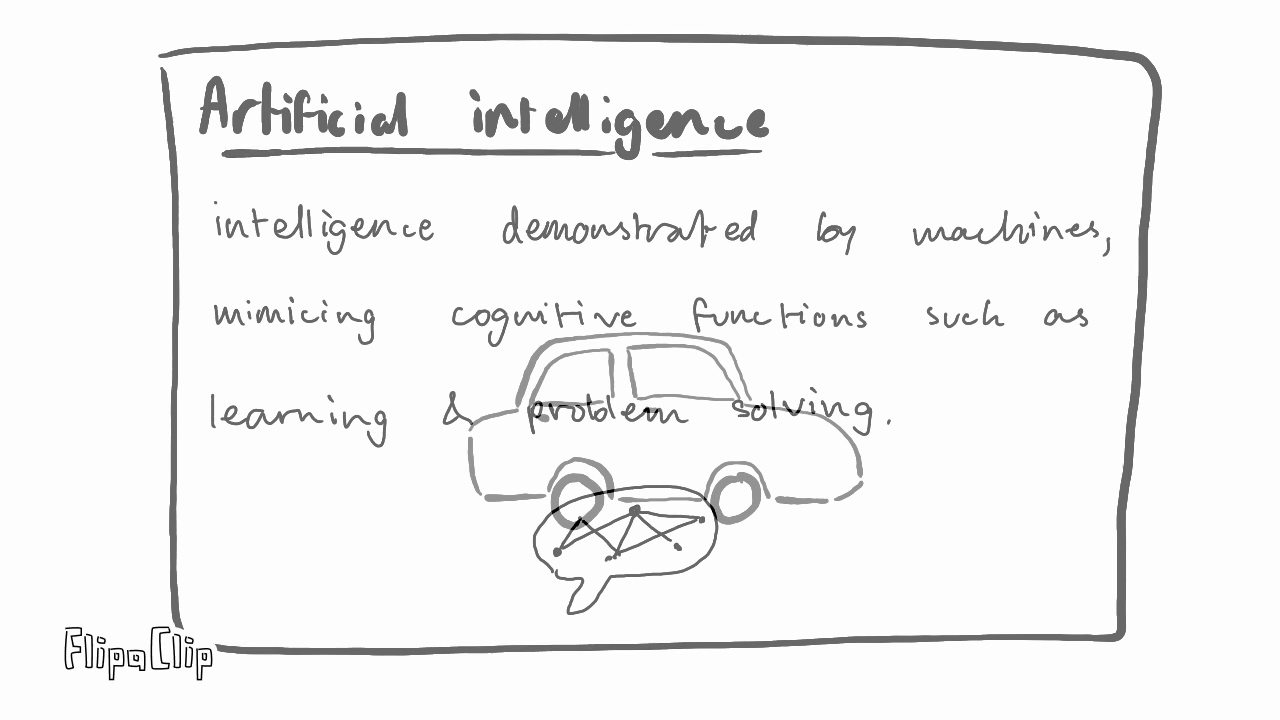 Artificial intelligence
intelligence demonstrated by machines,
mimicing cognitive functions such as
learning & problem solving.
FlipaClip